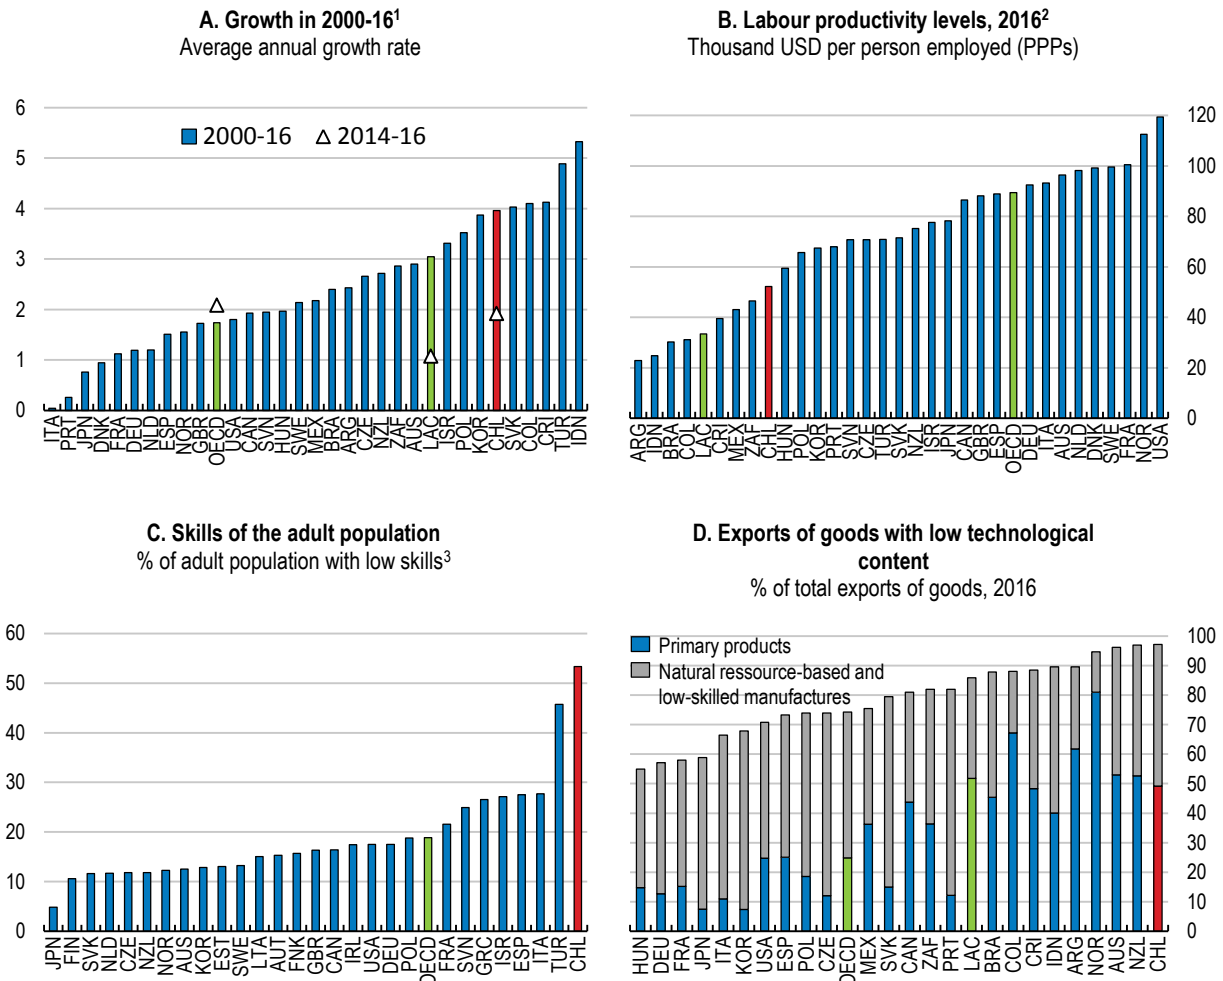 A. Growth in 2000-16¹
Average annual growth rate
6
5
4
3
2
1
0
2000-16
2014-16
ITA PRT JPN DNK FRA DEU NLD ESP NOR GBR OECD USA CAN SVN HUN SWE MEX BRA ARG CZE NZL ZAF AUS LAC ISR POL KOR CHL SVK COL CRI TUR IDN
B. Labour productivity levels, 2016²
Thousand USD per person employed (PPPs)
120
100
80
60
40
20
0
ARG IDN BRA COL LAC CRI MEX ZAF CHL HUN POL KOR PRT SVN CZE TUR SVK NZL ISR JPN CAN GBR ESP OECD DEU ITA AUS NLD DNK SWE FRA NOR USA
C. Skills of the adult population
% of adult population with low skills³
60
50
40
30
20
10
0
JPN FIN SVK NLD CZE NZL NOR AUS KOR EST SWE LTA AUT FNK GBR CAN IRL USA DEU POL OECD FRA SVN GRC ISR ESP ITA TUR CHL
D. Exports of goods with low technological
content
% of total exports of goods, 2016
Primary products
Natural ressource-based and
low-skilled manufactures
100
90
80
70
60
50
40
30
20
10
0
HUN DEU FRA JPN ITA KOR USA ESP POL CZE OECD MEX SVK CAN ZAF PRT LAC BRA COL CRI IDN ARG NOR AUS NZL CHL